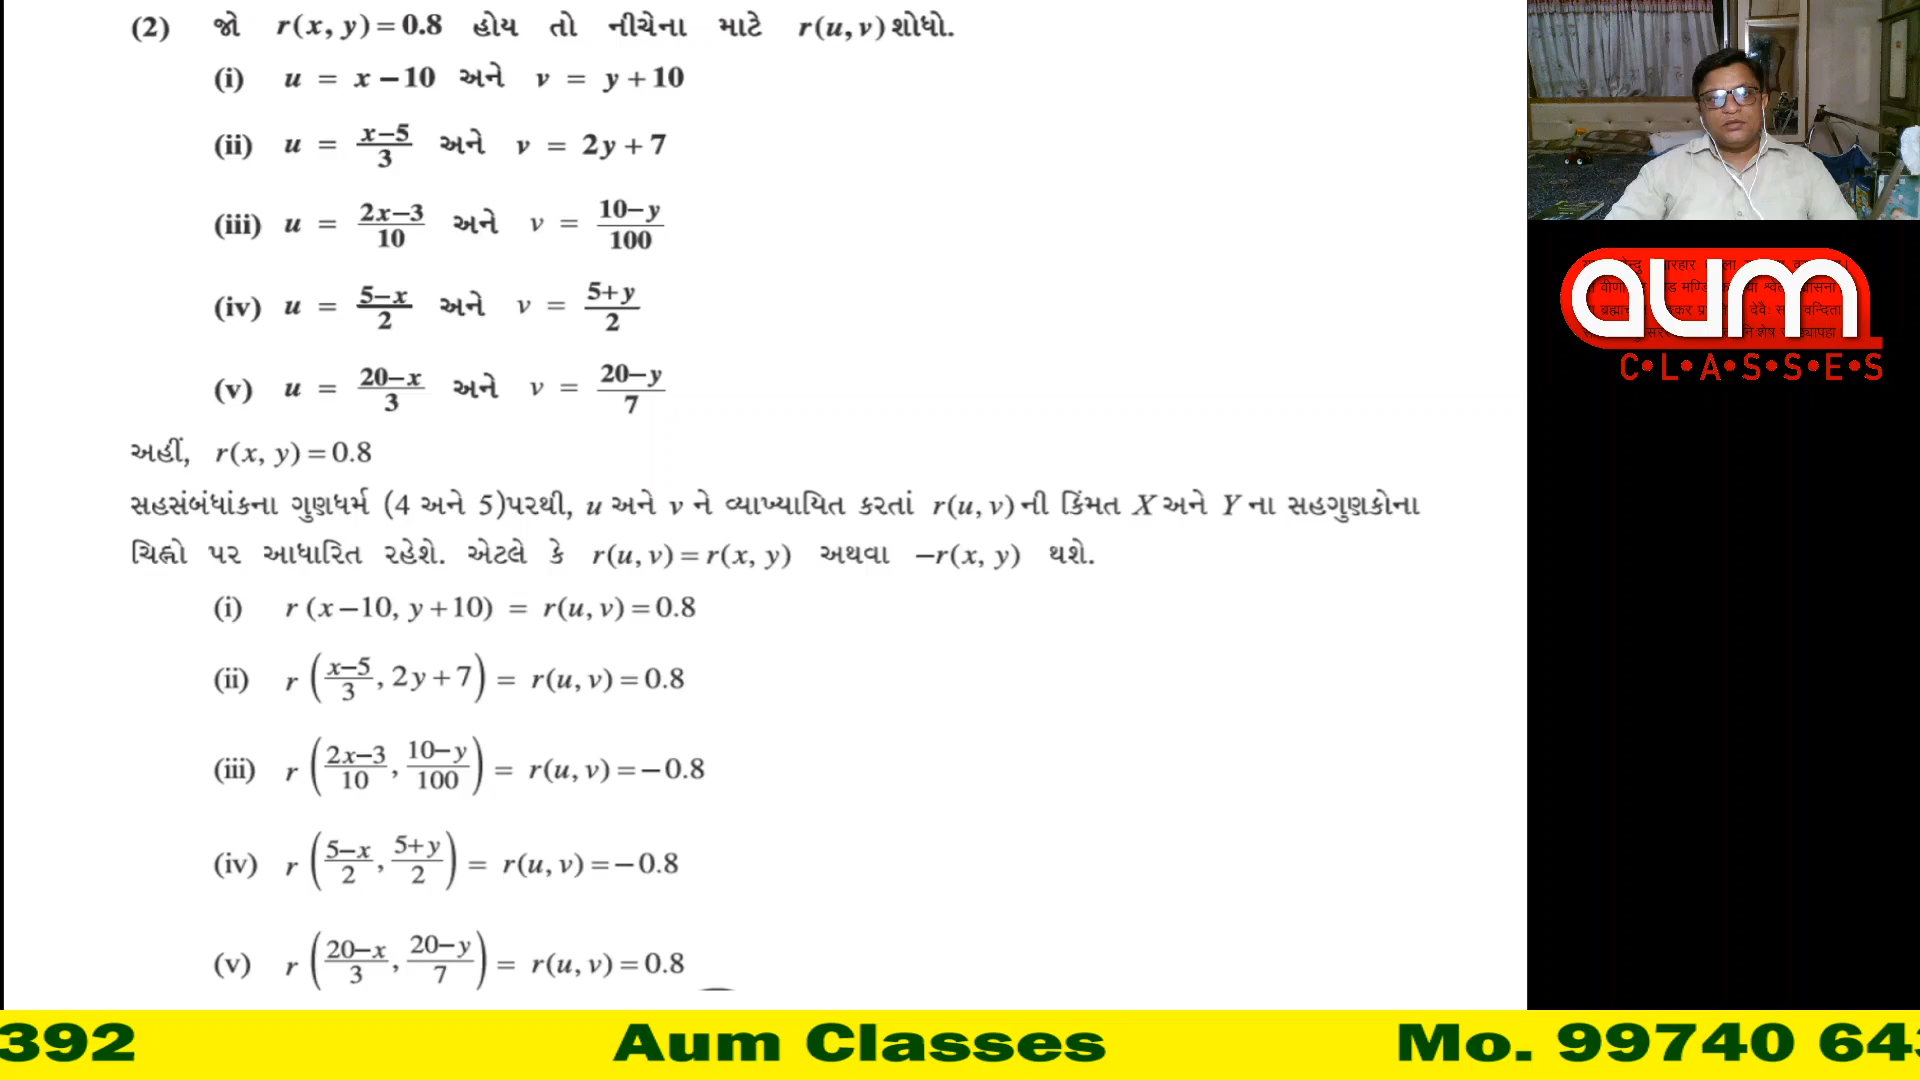 (2) જો r(x, y)=0.8 હોય તો નીચેના માટે r(u, v) શોધો.
(i) u = x−10 અને v = y+10
(ii) u = x−5/3 અને v = 2y+7
(iii) u = 2x−3/10 અને v = 10−y/100
(iv) u = 5−x/2 અને v = 5+y/2
(v) u = 20−x/3 અને v = 20−y/7
અહીં, r(x, y)=0.8
સહસંબંધાંકના ગુણધર્મ (4 અને 5)પરથી, u અને v ને વ્યાખ્યાયિત કરતાં r(u, v)ની કિંમત X અને Y ના સહગુણકોના
ચિહ્નો પર આધારિત રહેશે. એટલે કે r(u, v)=r(x, y) અથવા −r(x, y) થશે.
(i) r (x−10, y+10) = r(u, v)=0.8
(ii) r (x−5/3, 2y+7) = r(u, v)=0.8
(iii) r (2x−3/10, 10−y/100) = r(u, v)=−0.8
(iv) r (5−x/2, 5+y/2) = r(u, v)=−0.8
(v) r (20−x/3, 20−y/7) = r(u, v)=0.8
aum
C•L•A•S•S•E•S
392 Aum Classes Mo. 99740 64